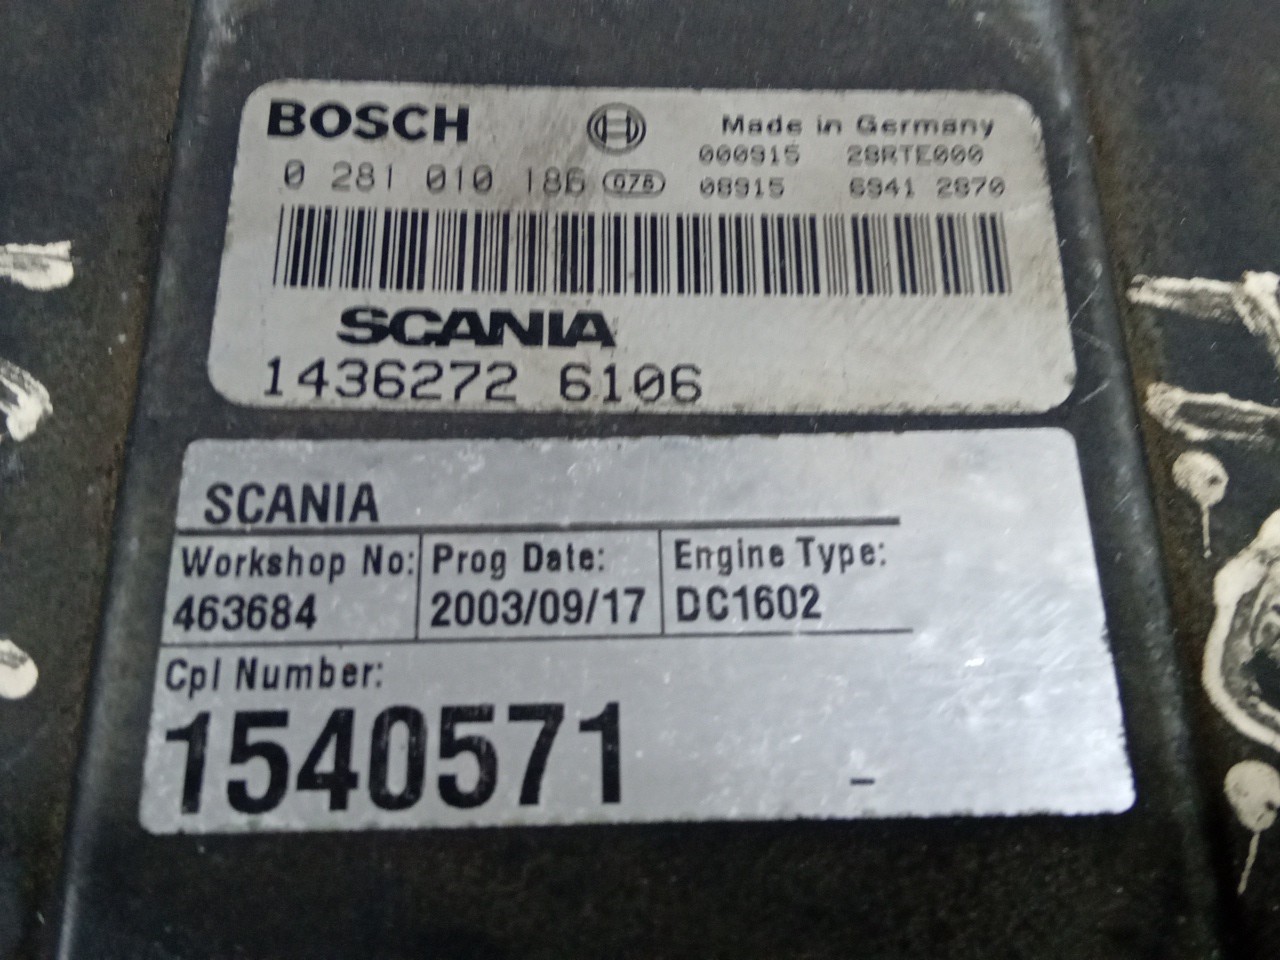 BOSCH
Made in Germany
000915 28RTE000
0 281 010 186 078
08915 6941 2870
SCANIA
1436272 6106
SCANIA
Workshop No: Prog Date: Engine Type:
463684 2003/09/17 DC1602
Cpl Number:
1540571 -